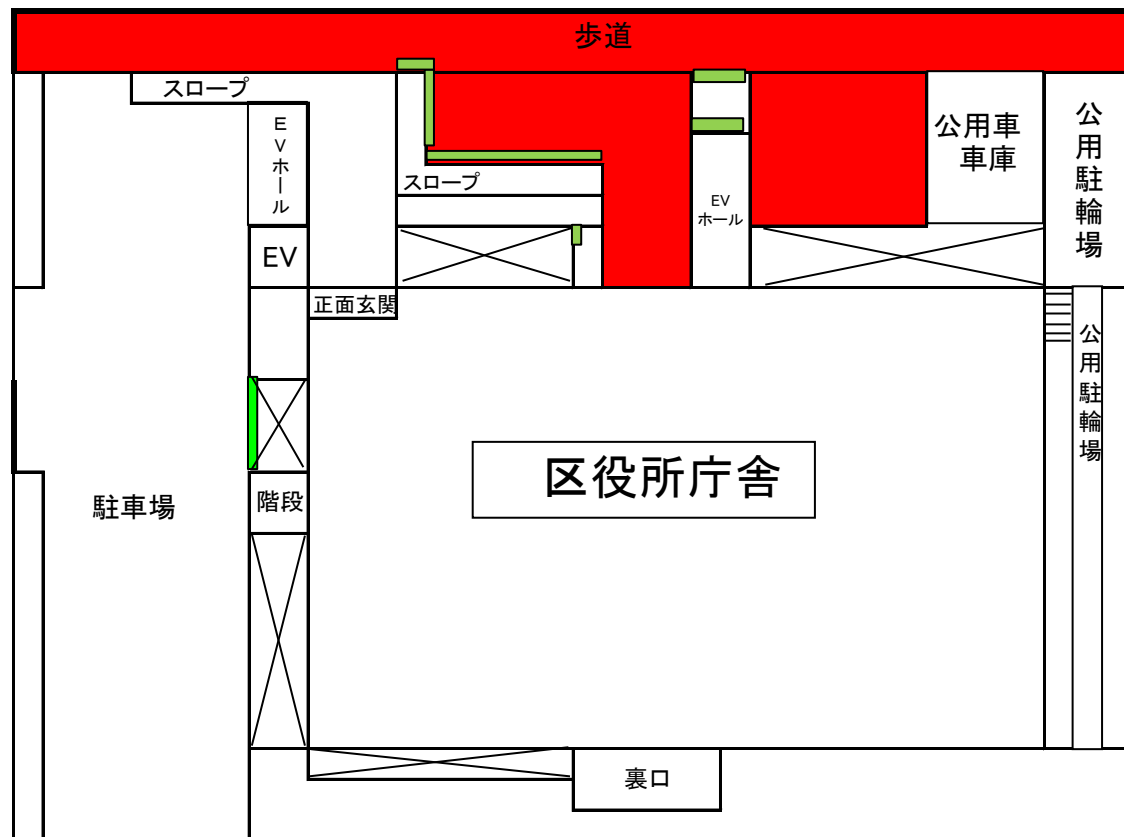 歩道
スロープ
EVホール
公用車
車庫
公用駐輪場
スロープ
EV
ホール
EV
正面玄関
公用駐輪場
区役所庁舎
階段
駐車場
裏口